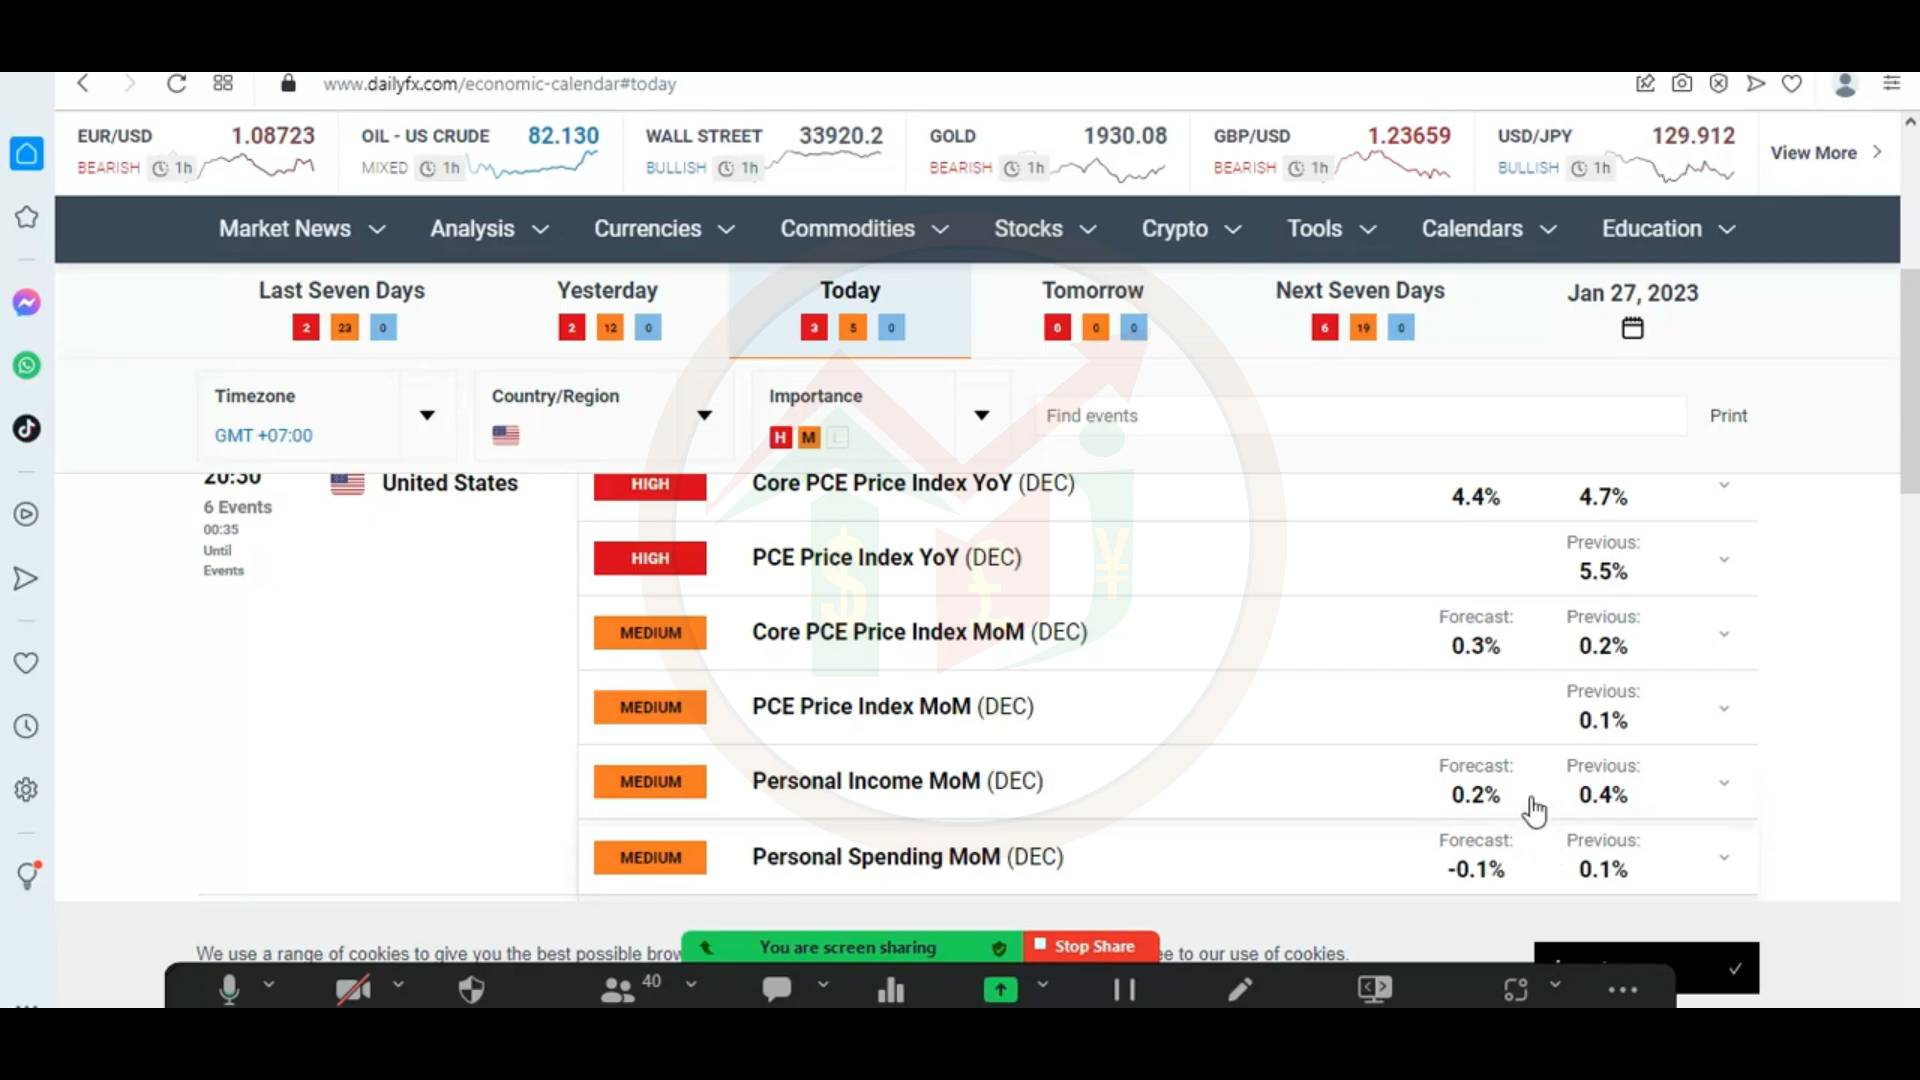 www.dailyfx.com/economic-calendar#today
EUR/USD 1.08723
BEARISH 1h
OIL - US CRUDE 82.130
MIXED 1h
WALL STREET 33920.2
BULLISH 1h
GOLD 1930.08
BEARISH 1h
GBP/USD 1.23659
BEARISH 1h
USD/JPY 129.912
BULLISH 1h
View More
Market News Analysis Currencies Commodities Stocks Crypto Tools Calendars Education
Last Seven Days Yesterday Today Tomorrow Next Seven Days Jan 27, 2023
2 23 0 2 12 0 3 5 0 0 0 0 6 19 0
Timezone Country/Region Importance
Find events Print
GMT +07:00 H M L
20:30 United States HIGH Core PCE Price Index YoY (DEC) 4.4% 4.7%
6 Events
00:35
Until
Events
HIGH PCE Price Index YoY (DEC) Previous:
5.5%
MEDIUM Core PCE Price Index MoM (DEC) Forecast: Previous:
0.3% 0.2%
MEDIUM PCE Price Index MoM (DEC) Previous:
0.1%
MEDIUM Personal Income MoM (DEC) Forecast: Previous:
0.2% 0.4%
MEDIUM Personal Spending MoM (DEC) Forecast: Previous:
-0.1% 0.1%
$ £ ¥
We use a range of cookies to give you the best possible brow
ee to our use of cookies.
You are screen sharing Stop Share
40